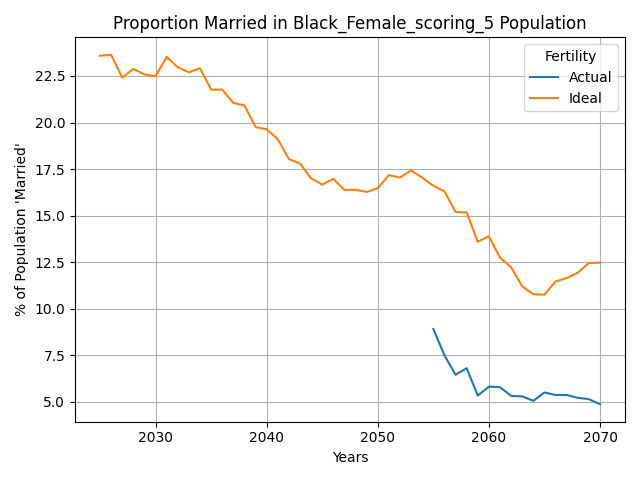 Proportion Married in Black_Female_scoring_5 Population
Fertility
Actual
Ideal
% of Population 'Married'
22.5
20.0
17.5
15.0
12.5
10.0
7.5
5.0
2030 2040 2050 2060 2070
Years